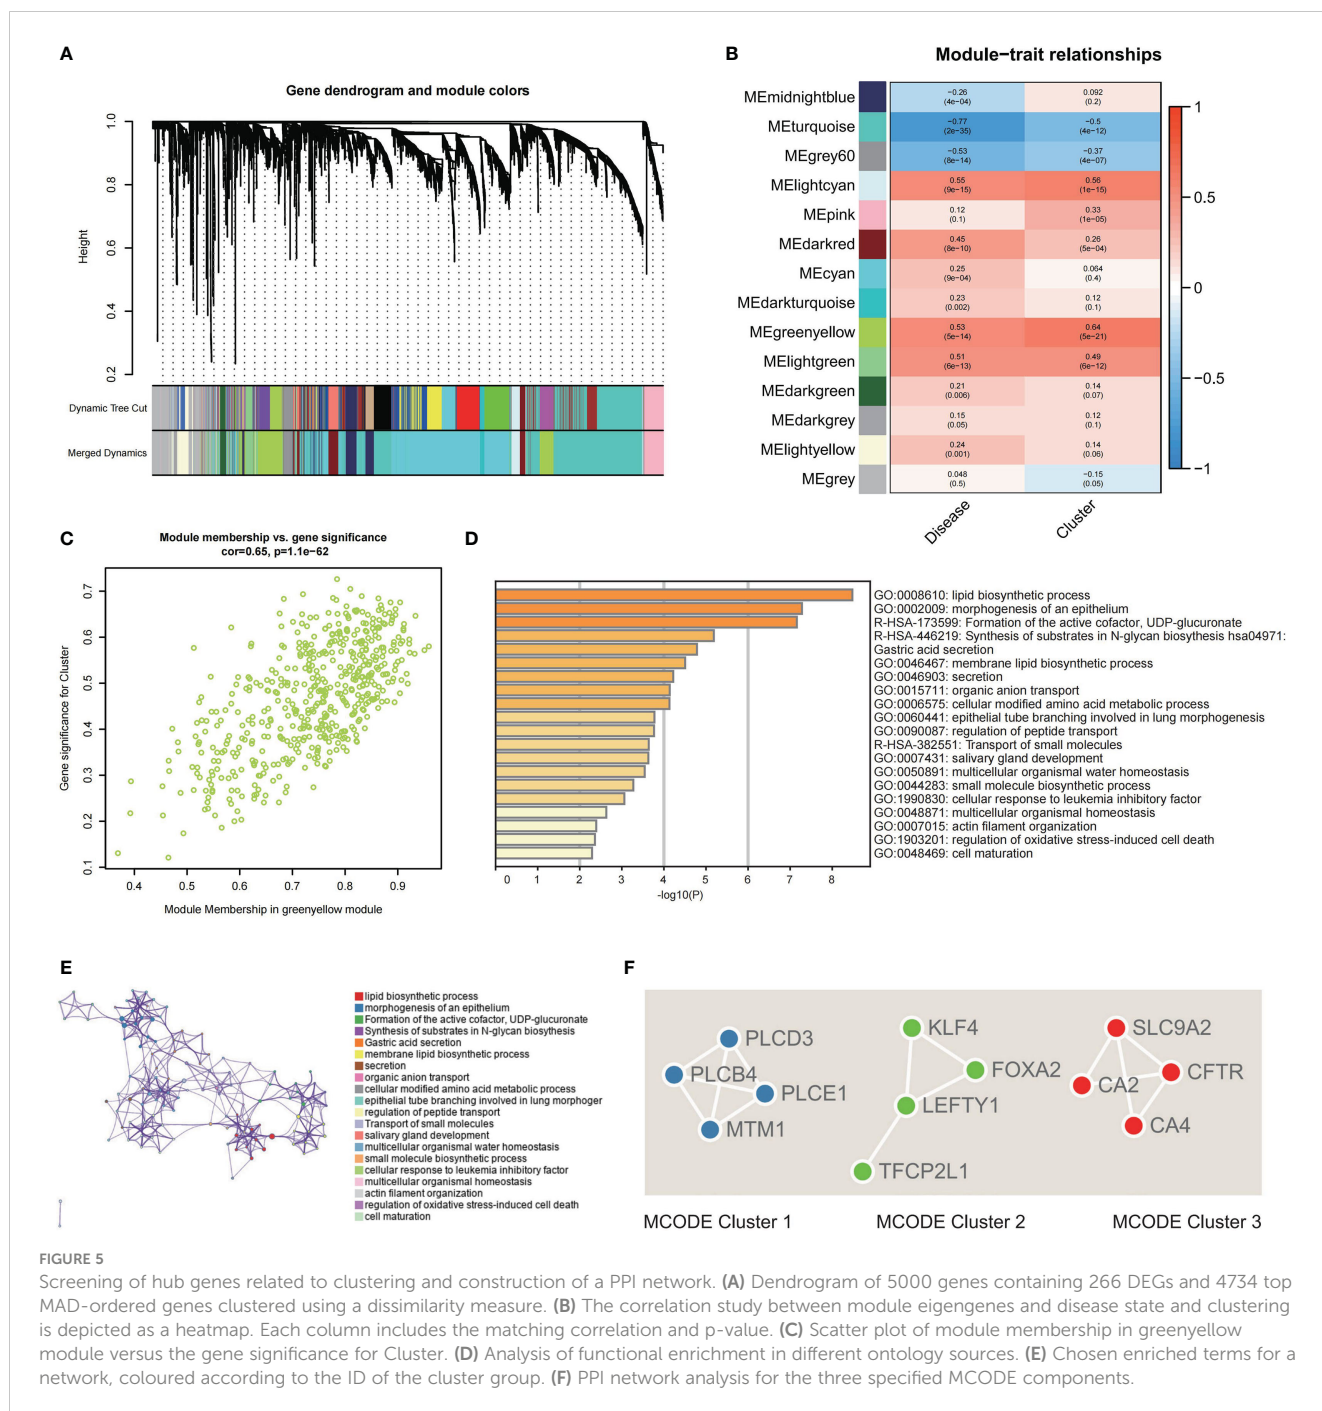 A
Gene dendrogram and module colors
Height
1.0
0.8
0.6
0.4
0.2
Dynamic Tree Cut
Merged Dynamics
B
Module−trait relationships
MEmidnightblue
−0.26
(4e−04)
0.092
(0.2)
MEturquoise
−0.77
(2e−35)
−0.5
(4e−12)
MEgrey60
−0.53
(8e−14)
−0.37
(4e−07)
MElightcyan
0.55
(9e−15)
0.56
(1e−15)
MEpink
0.12
(0.1)
0.33
(1e−05)
MEdarkred
0.45
(8e−10)
0.26
(5e−04)
MEcyan
0.25
(9e−04)
0.064
(0.4)
MEdarkturquoise
0.23
(0.002)
0.12
(0.1)
MEgreenyellow
0.53
(5e−14)
0.64
(5e−21)
MElightgreen
0.51
(6e−13)
0.49
(6e−12)
MEdarkgreen
0.21
(0.006)
0.14
(0.07)
MEdarkgrey
0.15
(0.05)
0.12
(0.1)
MElightyellow
0.24
(0.001)
0.14
(0.06)
MEgrey
0.048
(0.5)
−0.15
(0.05)
Disease
Cluster
1
0.5
0
−0.5
−1
C
Module membership vs. gene significance
cor=0.65, p=1.1e−62
Gene significance for Cluster
0.7
0.6
0.5
0.4
0.3
0.2
0.1
0.4 0.5 0.6 0.7 0.8 0.9
Module Membership in greenyellow module
D
GO:0008610: lipid biosynthetic process
GO:0002009: morphogenesis of an epithelium
R-HSA-173599: Formation of the active cofactor, UDP-glucuronate
R-HSA-446219: Synthesis of substrates in N-glycan biosythesis hsa04971:
Gastric acid secretion
GO:0046467: membrane lipid biosynthetic process
GO:0046903: secretion
GO:0015711: organic anion transport
GO:0006575: cellular modified amino acid metabolic process
GO:0060441: epithelial tube branching involved in lung morphogenesis
GO:0090087: regulation of peptide transport
R-HSA-382551: Transport of small molecules
GO:0007431: salivary gland development
GO:0050891: multicellular organismal water homeostasis
GO:0044283: small molecule biosynthetic process
GO:1990830: cellular response to leukemia inhibitory factor
GO:0048871: multicellular organismal homeostasis
GO:0007015: actin filament organization
GO:1903201: regulation of oxidative stress-induced cell death
GO:0048469: cell maturation
0 1 2 3 4 5 6 7 8
-log10(P)
E
lipid biosynthetic process
morphogenesis of an epithelium
Formation of the active cofactor, UDP-glucuronate
Synthesis of substrates in N-glycan biosythesis
Gastric acid secretion
membrane lipid biosynthetic process
secretion
organic anion transport
cellular modified amino acid metabolic process
epithelial tube branching involved in lung morphoger
regulation of peptide transport
Transport of small molecules
salivary gland development
multicellular organismal water homeostasis
small molecule biosynthetic process
cellular response to leukemia inhibitory factor
multicellular organismal homeostasis
actin filament organization
regulation of oxidative stress-induced cell death
cell maturation
F
PLCD3
PLCB4
PLCE1
MTM1
KLF4
FOXA2
LEFTY1
TFCP2L1
SLC9A2
CFTR
CA2
CA4
MCODE Cluster 1
MCODE Cluster 2
MCODE Cluster 3
FIGURE 5
Screening of hub genes related to clustering and construction of a PPI network. (A) Dendrogram of 5000 genes containing 266 DEGs and 4734 top
MAD-ordered genes clustered using a dissimilarity measure. (B) The correlation study between module eigengenes and disease state and clustering
is depicted as a heatmap. Each column includes the matching correlation and p-value. (C) Scatter plot of module membership in greenyellow
module versus the gene significance for Cluster. (D) Analysis of functional enrichment in different ontology sources. (E) Chosen enriched terms for a
network, coloured according to the ID of the cluster group. (F) PPI network analysis for the three specified MCODE components.